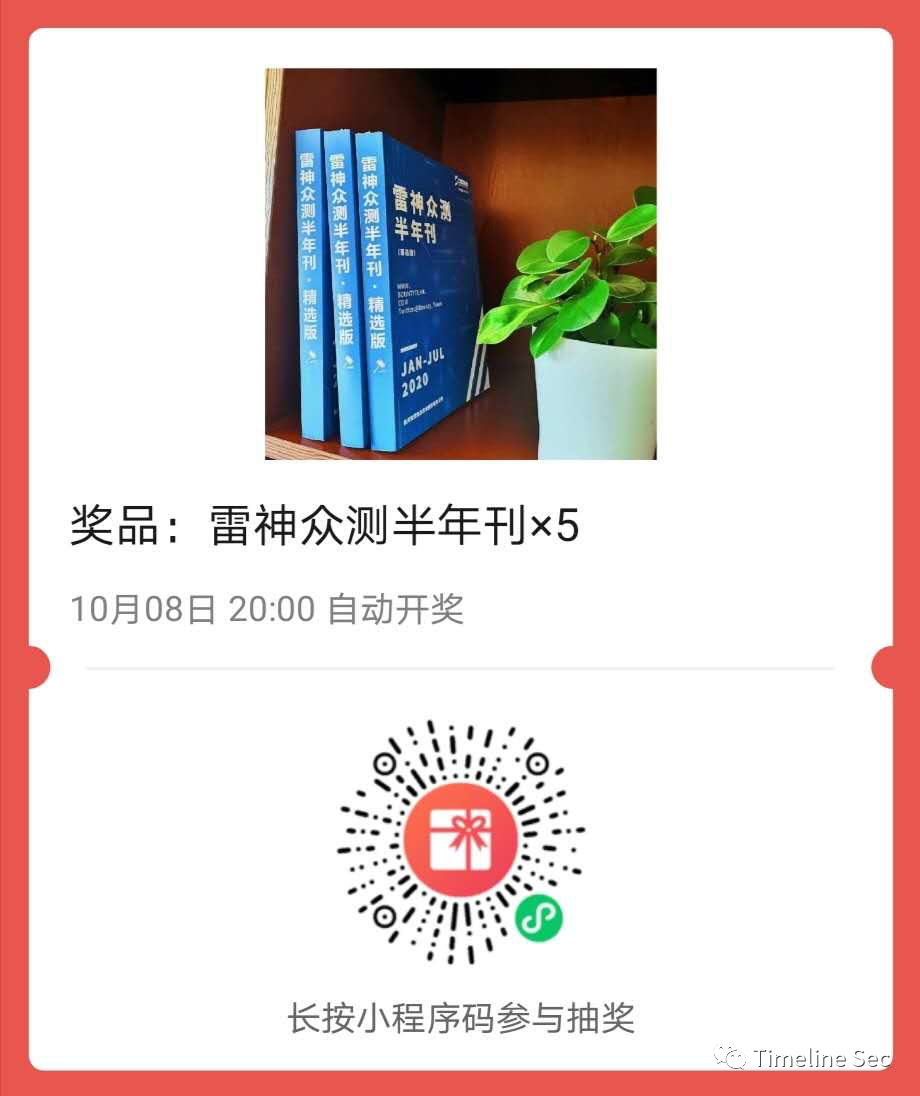 雷神众测半年刊·精选版
雷神众测半年刊·精选版
雷神众测半年刊·精选版
雷神众测
半年刊
(精选版)
WWW.
JAN-JUL
2020
奖品：雷神众测半年刊×5
10月08日 20:00 自动开奖
长按小程序码参与抽奖
Timeline Sec